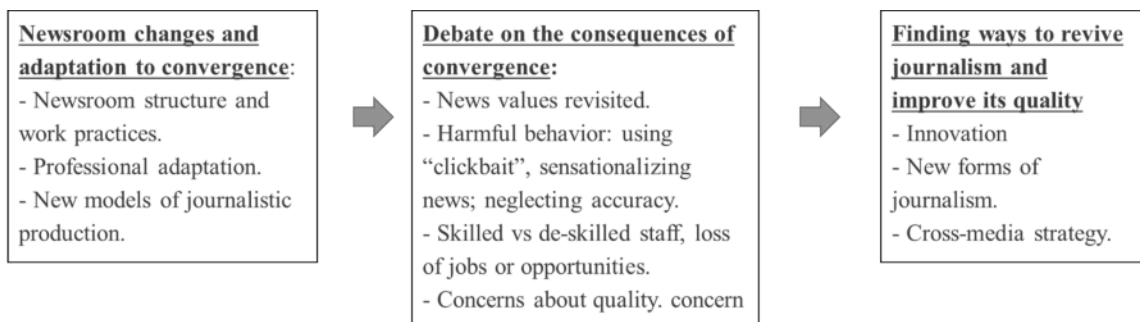 Newsroom changes and
adaptation to convergence:
- Newsroom structure and
work practices.
- Professional adaptation.
- New models of journalistic
production.
Debate on the consequences of
convergence:
- News values revisited.
- Harmful behavior: using
“clickbait”, sensationalizing
news; neglecting accuracy.
- Skilled vs de-skilled staff, loss
of jobs or opportunities.
- Concerns about quality. concern
Finding ways to revive
journalism and
improve its quality
- Innovation
- New forms of
journalism.
- Cross-media strategy.